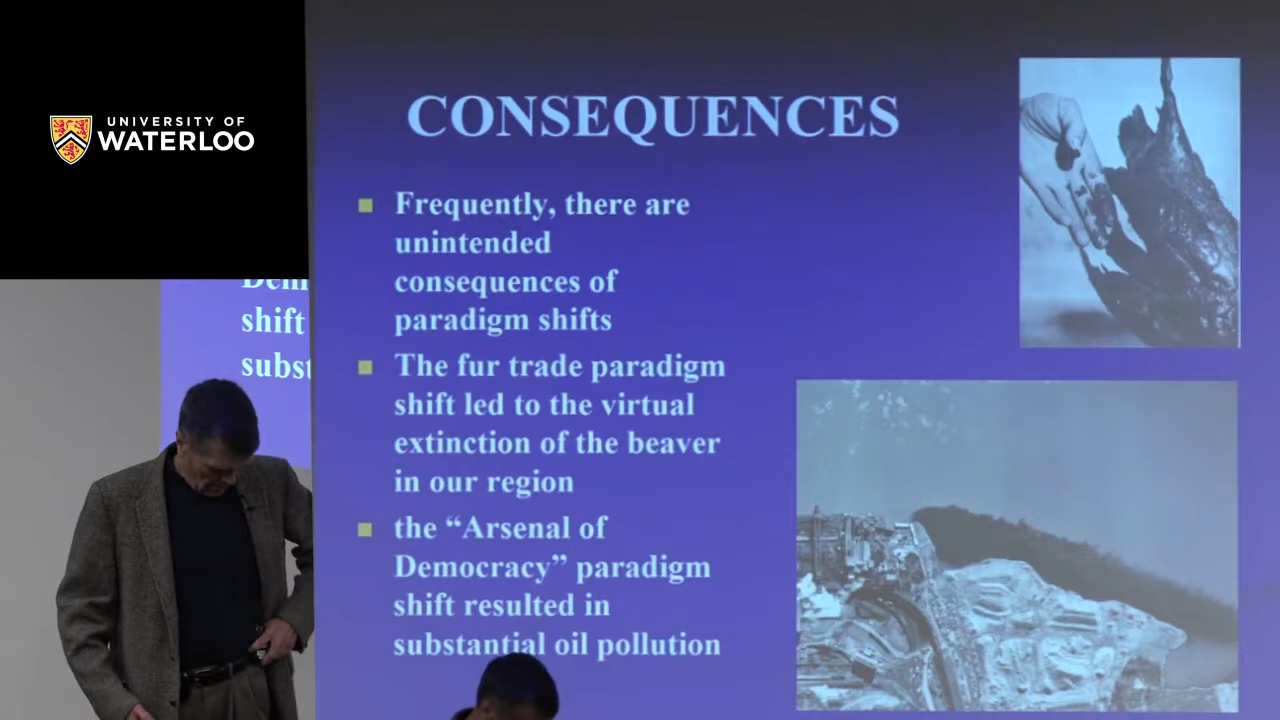 UNIVERSITY OF
WATERLOO
CONSEQUENCES
Frequently, there are
unintended
consequences of
paradigm shifts
The fur trade paradigm
shift led to the virtual
extinction of the beaver
in our region
the “Arsenal of
Democracy” paradigm
shift resulted in
substantial oil pollution
shift